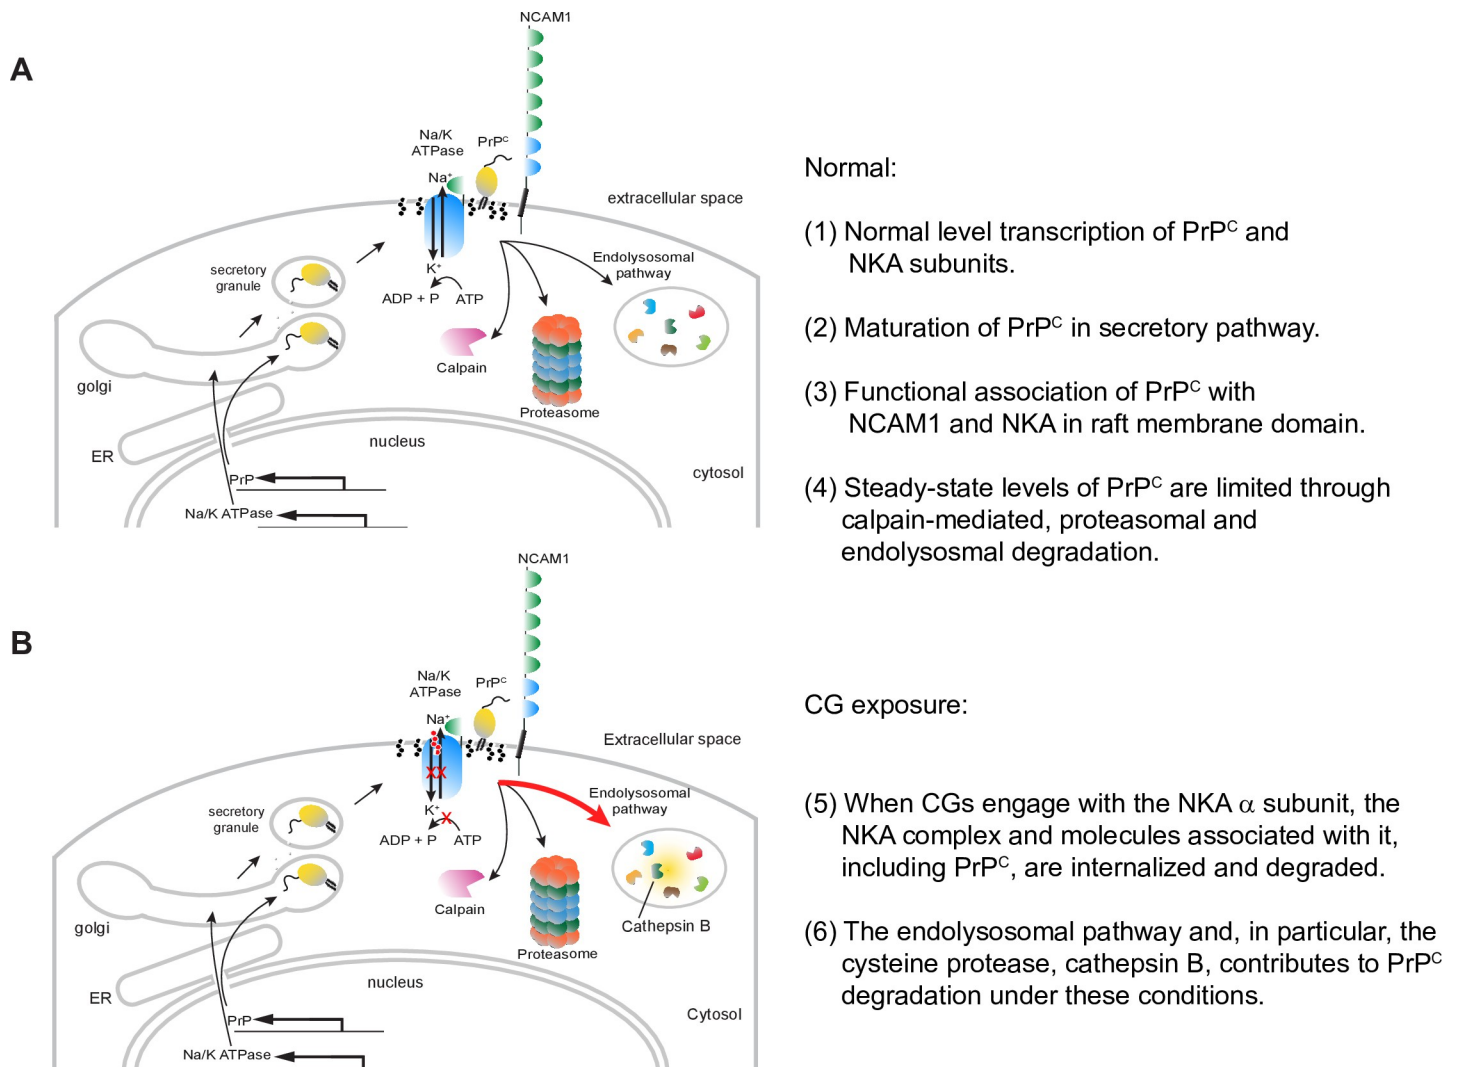 A
NCAM1
Na/K
ATPase
PrPᶜ
Na⁺
extracellular space
secretory
granule
K⁺
ADP + P
ATP
Endolysosomal
pathway
Calpain
Proteasome
golgi
ER
nucleus
cytosol
PrP
Na/K ATPase
Normal:
(1) Normal level transcription of PrPᶜ and
NKA subunits.
(2) Maturation of PrPᶜ in secretory pathway.
(3) Functional association of PrPᶜ with
NCAM1 and NKA in raft membrane domain.
(4) Steady-state levels of PrPᶜ are limited through
calpain-mediated, proteasomal and
endolysosmal degradation.
B
NCAM1
Na/K
ATPase
PrPᶜ
Na⁺
Extracellular space
secretory
granule
K⁺
ADP + P
ATP
Endolysosomal
pathway
Calpain
Proteasome
Cathepsin B
golgi
ER
nucleus
Cytosol
PrP
Na/K ATPase
CG exposure:
(5) When CGs engage with the NKA α subunit, the
NKA complex and molecules associated with it,
including PrPᶜ, are internalized and degraded.
(6) The endolysosomal pathway and, in particular, the
cysteine protease, cathepsin B, contributes to PrPᶜ
degradation under these conditions.